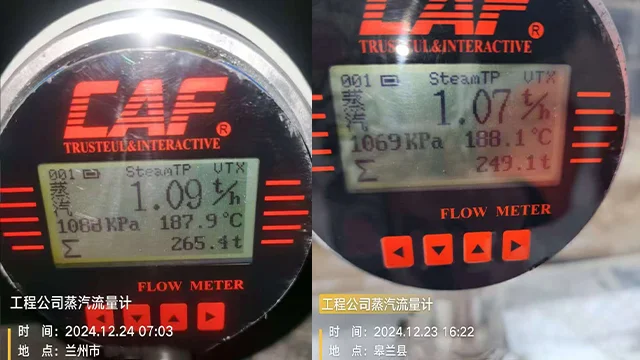 CAF®
TRUSTEUL&INTERACTIVE
001 SteamTP VTX
蒸汽 1.09 t/h
1088KPa 187.9℃
Σ 265.4t
FLOW METER
工程公司蒸汽流量计
时 间：2024.12.24 07:03
地 点：兰州市
CAF®
TRUSTEUL&INTERACTIVE
001 SteamTP VTX
蒸汽 1.07 t/h
1069KPa 188.1℃
Σ 249.1t
FLOW METER
工程公司蒸汽流量计
时 间：2024.12.23 16:22
地 点：皋兰县